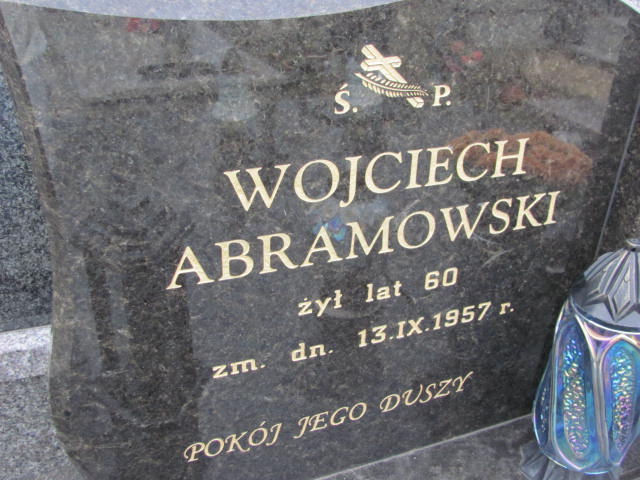 Ś. P.
WOJCIECH
ABRAMOWSKI
żył lat 60
zm. dn. 13.IX.1957 r.
POKÓJ JEGO DUSZY